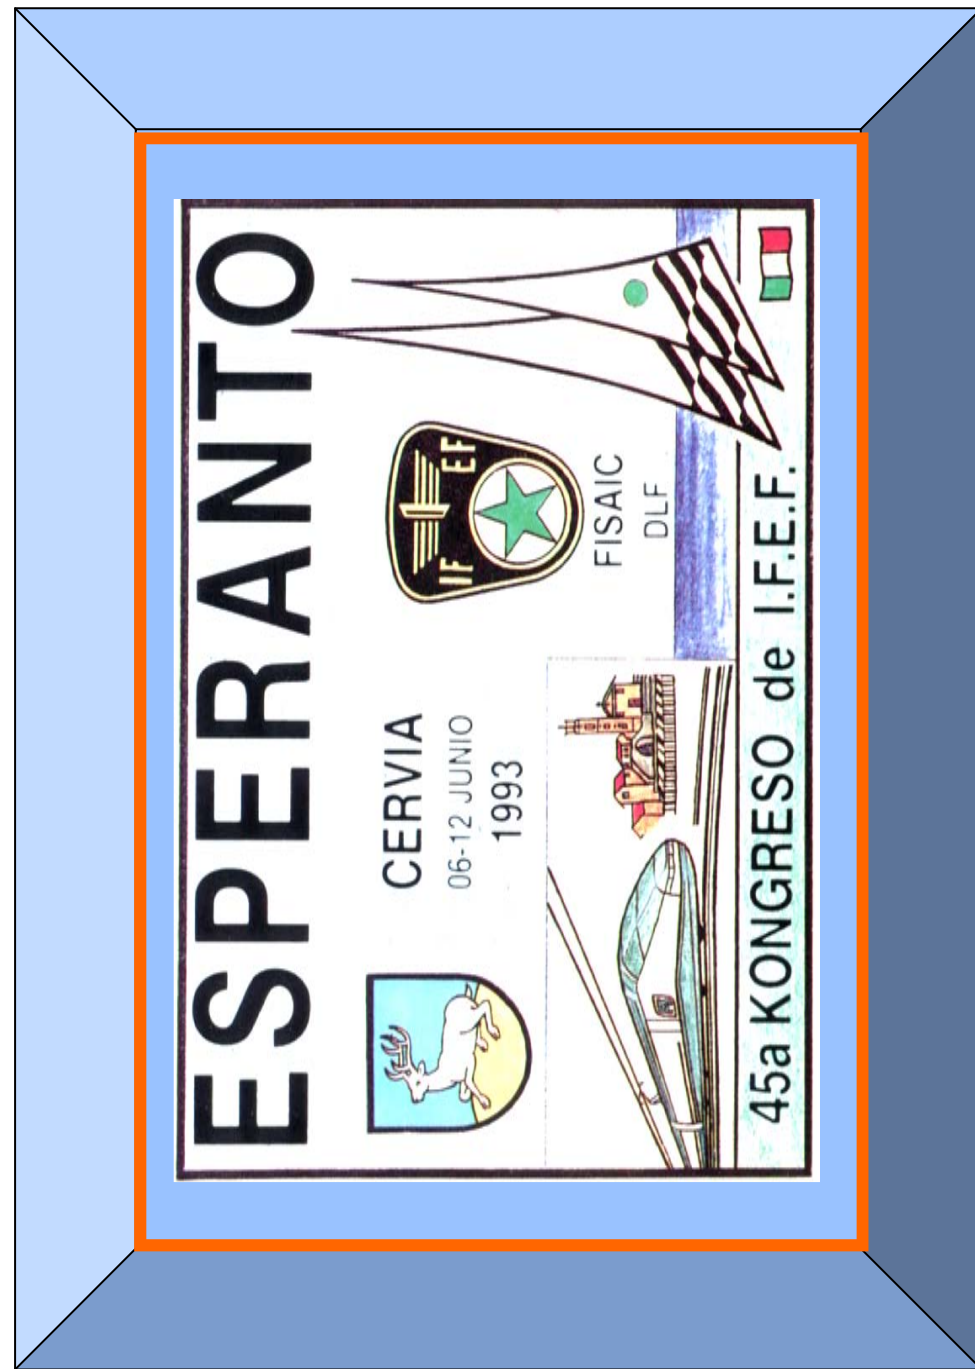 ESPERANTO
CERVIA
06-12 JUNIO
1993
IF EF
FISAIC
DLF
45a KONGRESO de I.F.E.F.